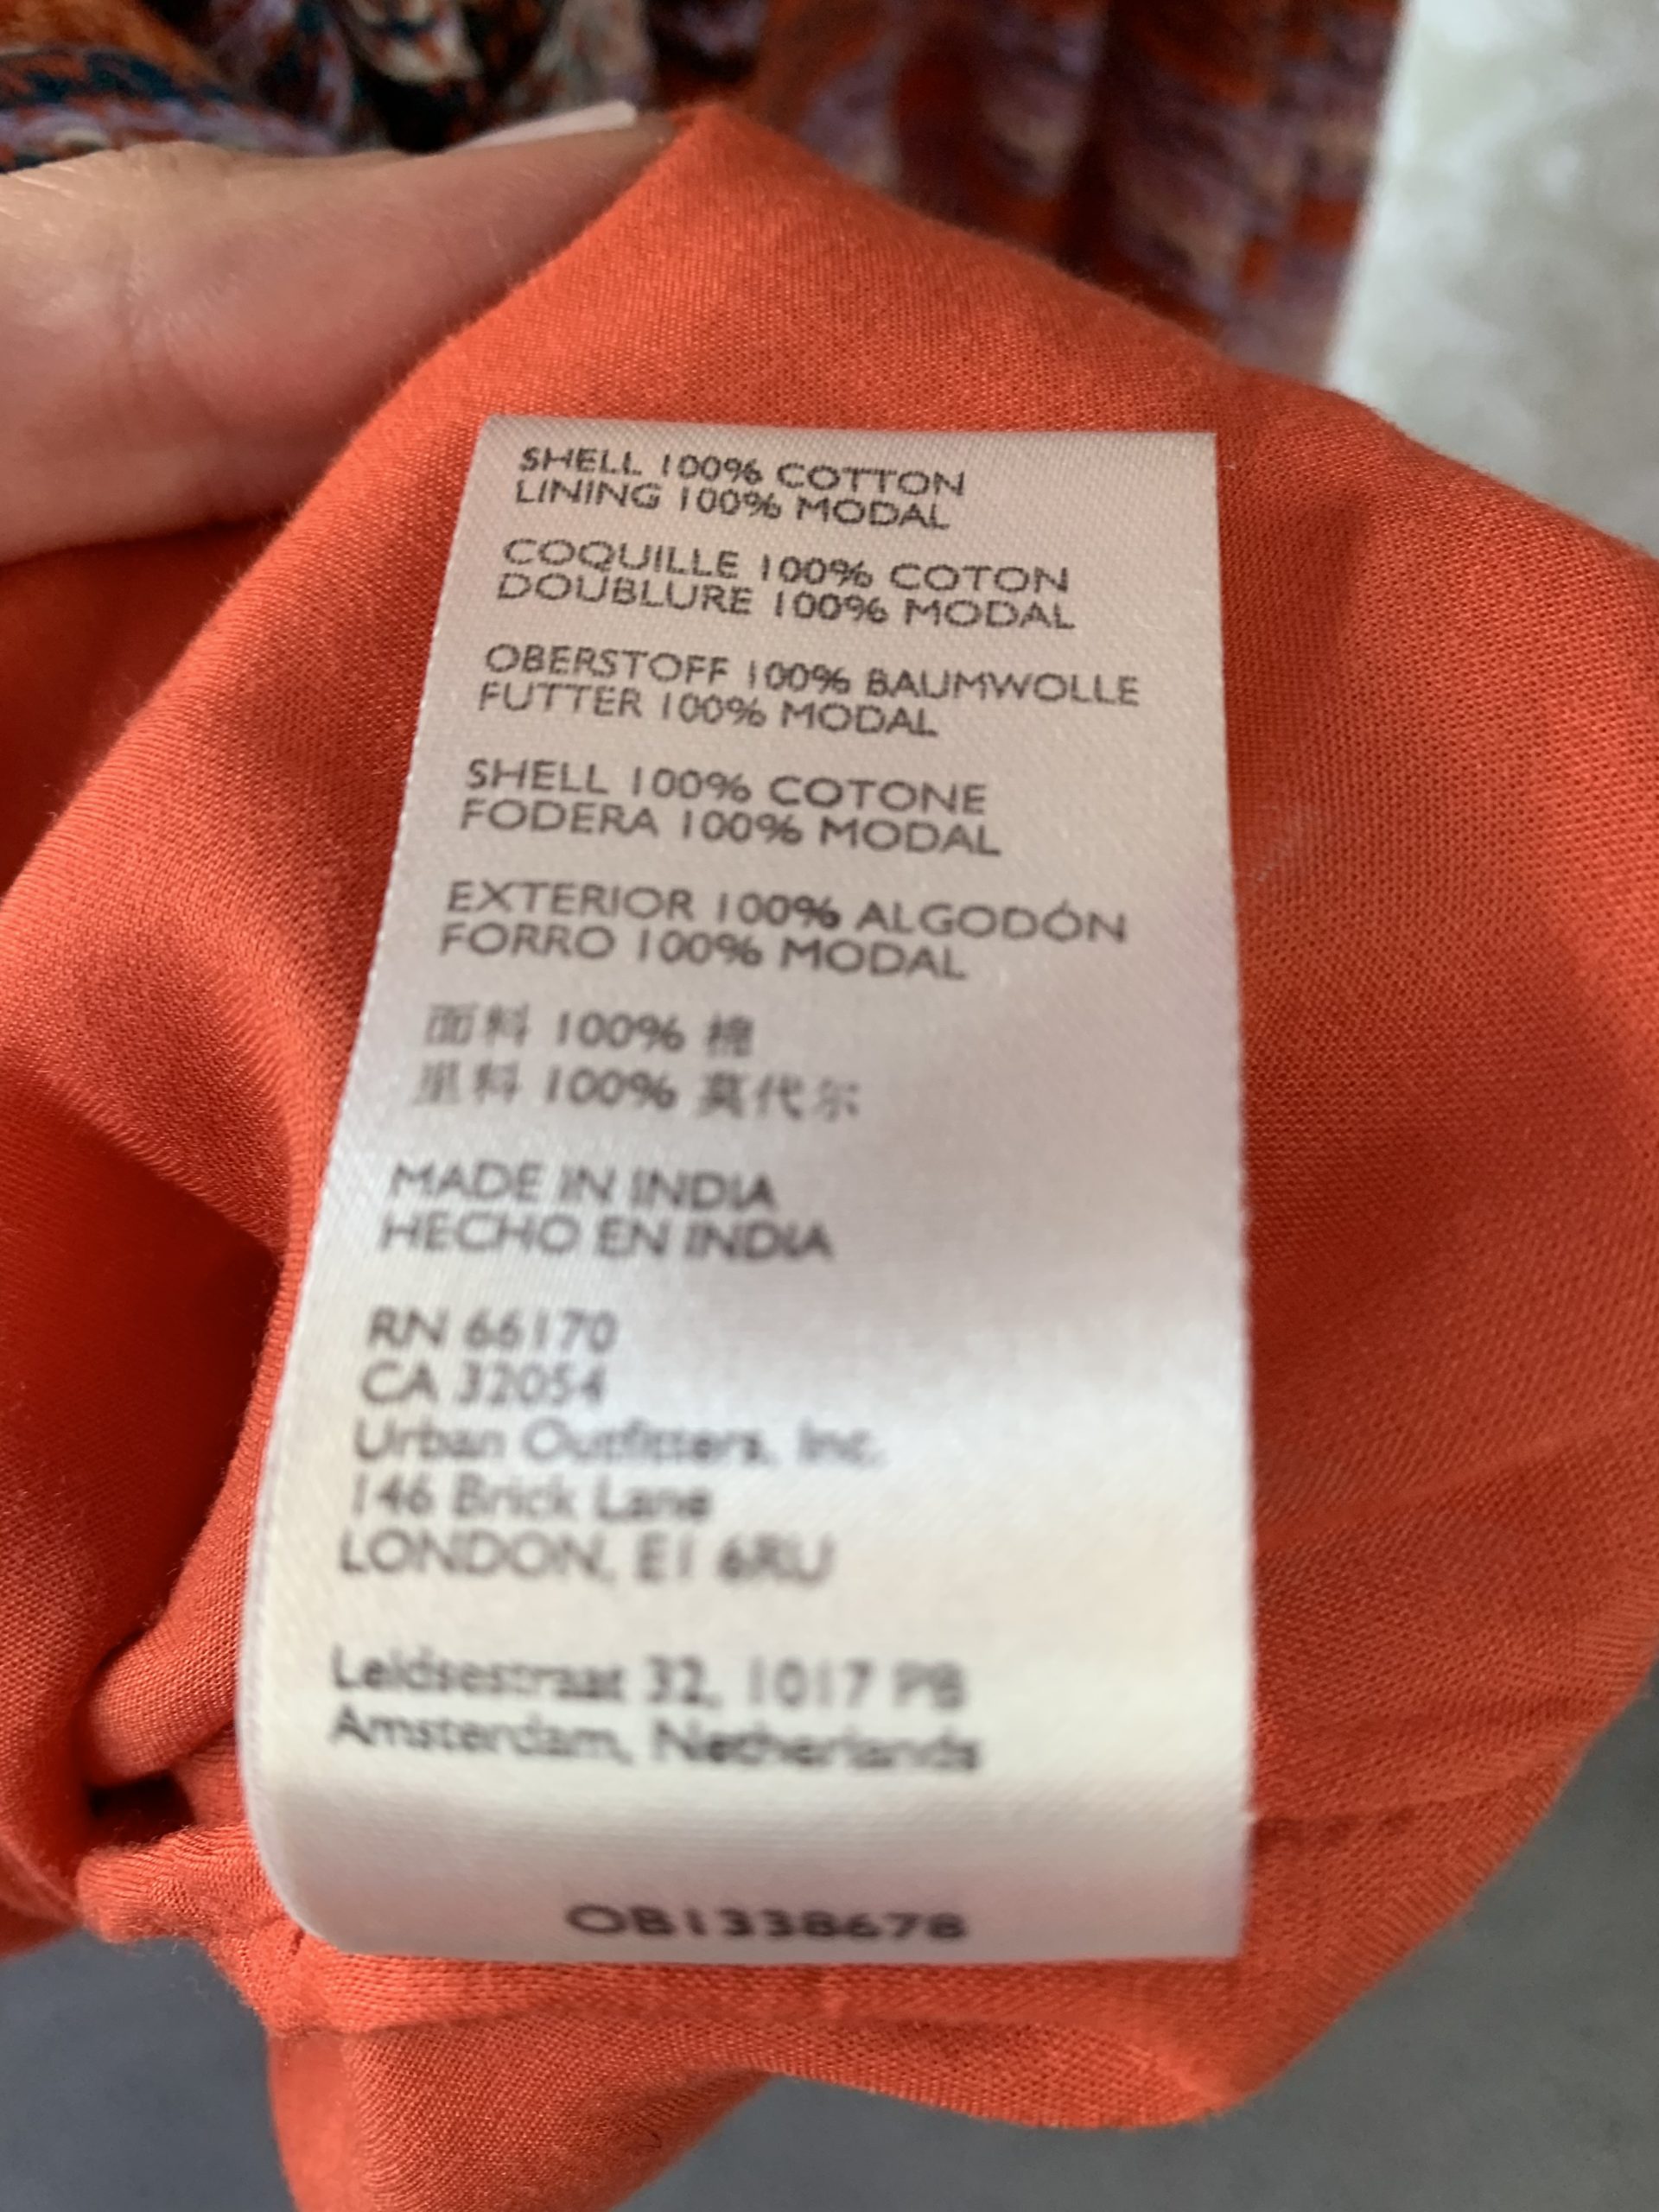 SHELL 100% COTTON
LINING 100% MODAL
COQUILLE 100% COTON
DOUBLURE 100% MODAL
OBERSTOFF 100% BAUMWOLLE
FUTTER 100% MODAL
SHELL 100% COTONE
FODERA 100% MODAL
EXTERIOR 100% ALGODÓN
FORRO 100% MODAL
面料 100% 棉
里料 100% 莫代尔
MADE IN INDIA
HECHO EN INDIA
RN 66170
CA 32054
Urban Outfitters, Inc.
146 Brick Lane
LONDON, E1 6RU
Leidsestraat 32, 1017 PB
Amsterdam, Netherlands
OB1338678